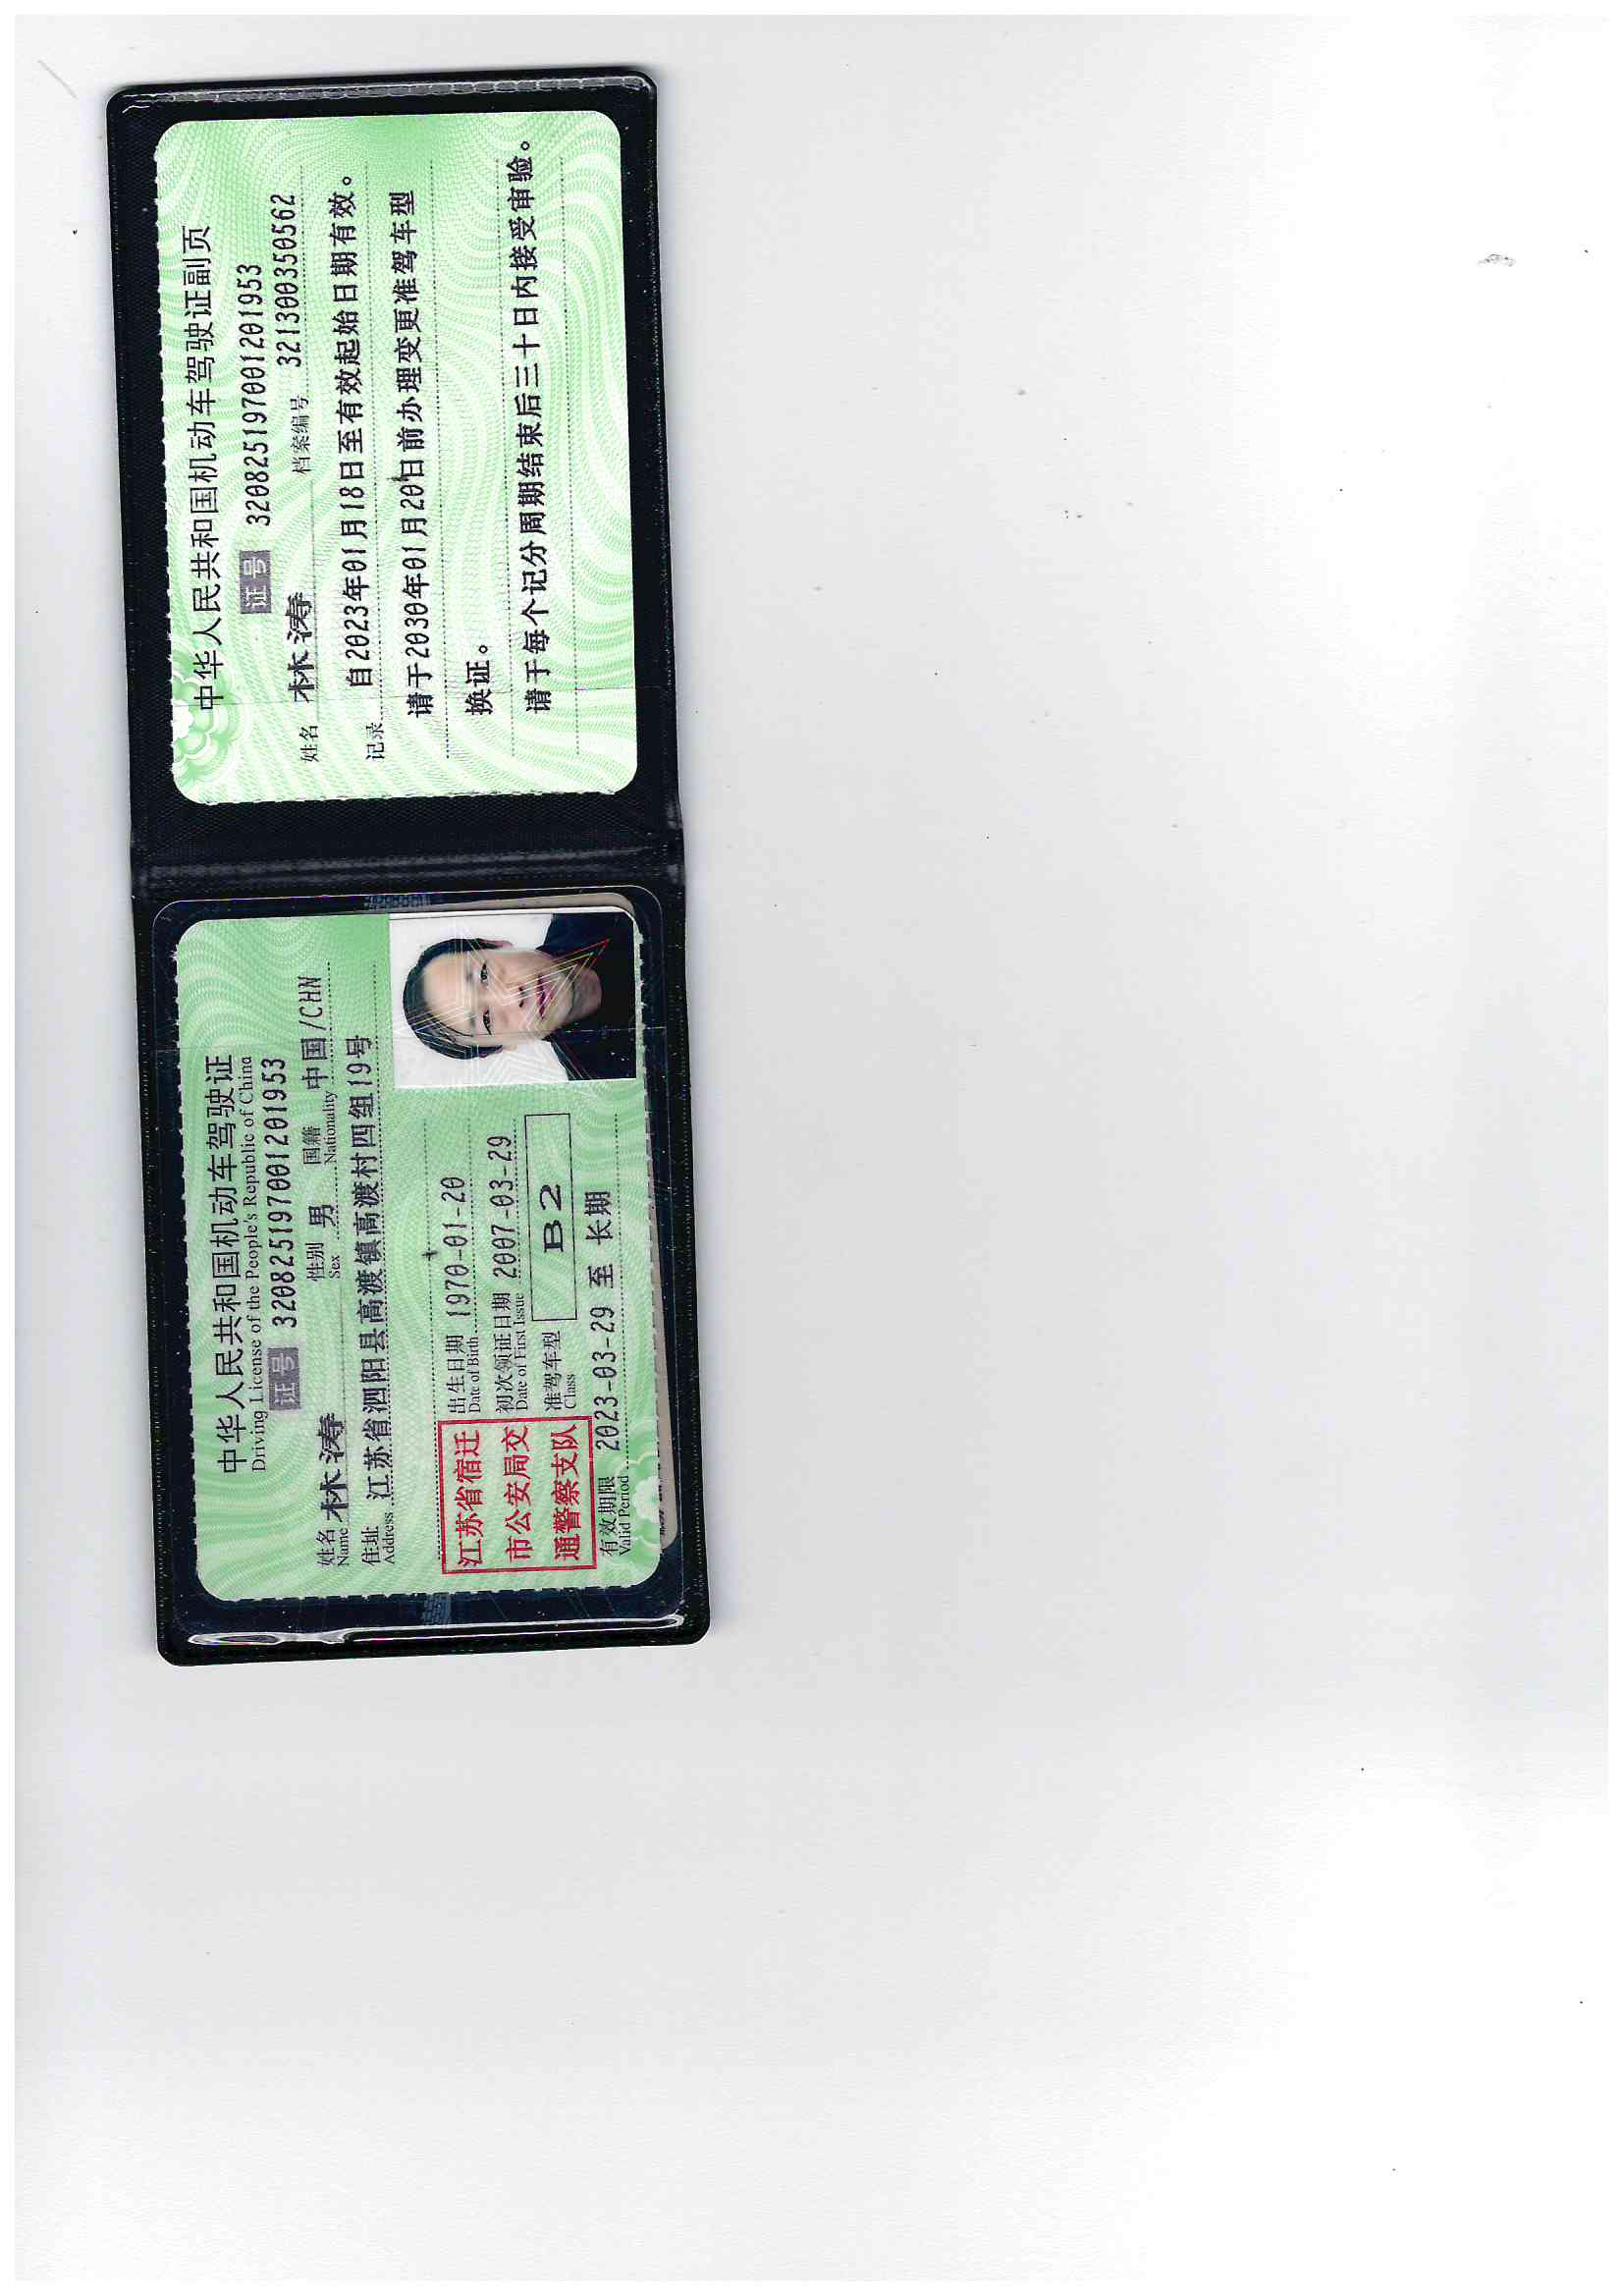 中华人民共和国机动车驾驶证
Driving License of the People's Republic of China
证号 320825197001201953
姓名 林涛 性别 男 国籍 中国/CHN
Name Sex Nationality
住址 江苏省泗阳县高渡镇高渡村四组19号
Address
江苏省宿迁
市公安局交
通警察支队
出生日期 1970-01-20
Date of Birth
初次领证日期 2007-03-29
Date of First Issue
准驾车型 B2
Class
有效期限 2023-03-29 至 长期
Valid Period
中华人民共和国机动车驾驶证副页
证号 320825197001201953
姓名 林涛 档案编号 321300350562
记录 自2023年01月18日至有效起始日期有效。
请于2030年01月20日前办理变更准驾车型
换证。
请于每个记分周期结束后三十日内接受审验。